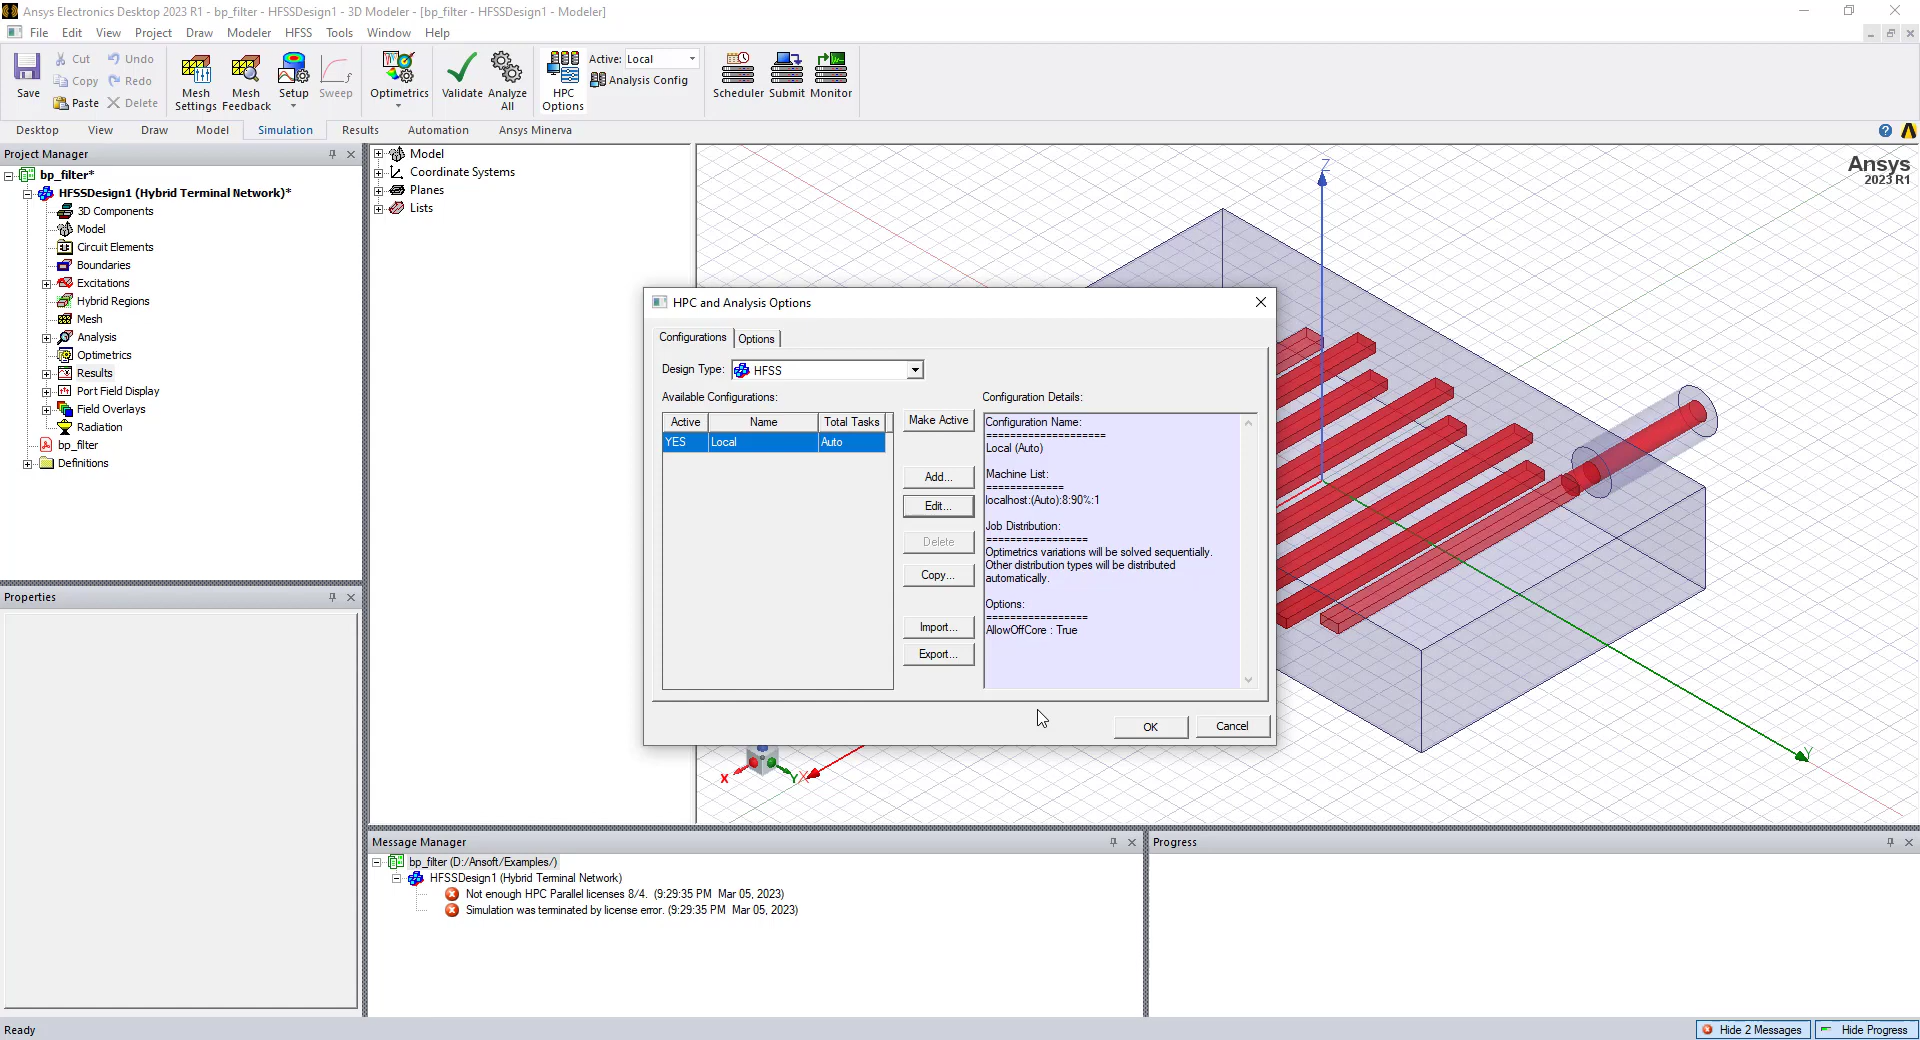 Ansys Electronics Desktop 2023 R1 - bp_filter - HFSSDesign1 - 3D Modeler - [bp_filter - HFSSDesign1 - Modeler]
File Edit View Project Draw Modeler HFSS Tools Window Help
Save
Cut
Copy
Paste
Undo
Redo
Delete
Mesh Settings
Mesh Feedback
Setup
Sweep
Optimetrics
Validate
Analyze All
HPC Options
Active: Local
Analysis Config
Scheduler
Submit
Monitor
Desktop View Draw Model Simulation Results Automation Ansys Minerva
Project Manager
bp_filter*
HFSSDesign1 (Hybrid Terminal Network)*
3D Components
Model
Circuit Elements
Boundaries
Excitations
Hybrid Regions
Mesh
Analysis
Optimetrics
Results
Port Field Display
Field Overlays
Radiation
bp_filter
Definitions
Properties
Model
Coordinate Systems
Planes
Lists
Ansys
2023 R1
Z
Y
X
X
Y
HPC and Analysis Options
Configurations Options
Design Type: HFSS
Available Configurations:
Active Name Total Tasks
YES Local Auto
Make Active
Add...
Edit...
Delete
Copy...
Import...
Export...
Configuration Details:
Configuration Name:
====================
Local (Auto)
Machine List:
=============
localhost:(Auto):8:90%:1
Job Distribution:
=================
Optimetrics variations will be solved sequentially.
Other distribution types will be distributed
automatically.
Options:
=================
AllowOffCore : True
OK Cancel
Message Manager
bp_filter (D:/Ansoft/Examples/)
HFSSDesign1 (Hybrid Terminal Network)
Not enough HPC Parallel licenses 8/4. (9:29:35 PM Mar 05, 2023)
Simulation was terminated by license error. (9:29:35 PM Mar 05, 2023)
Progress
Ready
Hide 2 Messages
Hide Progress